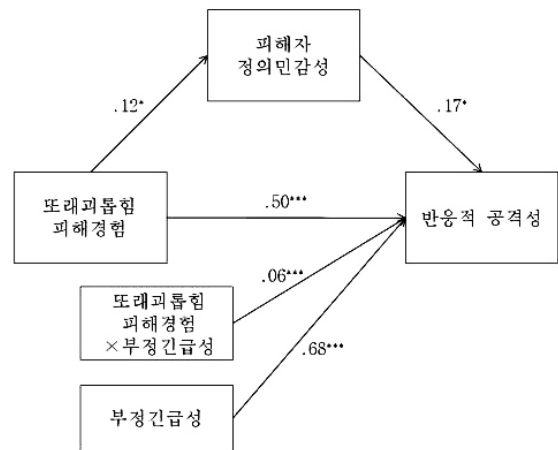 피해자
정의민감성
.12*
.17*
또래괴롭힘
피해경험
.50***
반응적 공격성
.06***
또래괴롭힘
피해경험
×부정긴급성
.68***
부정긴급성